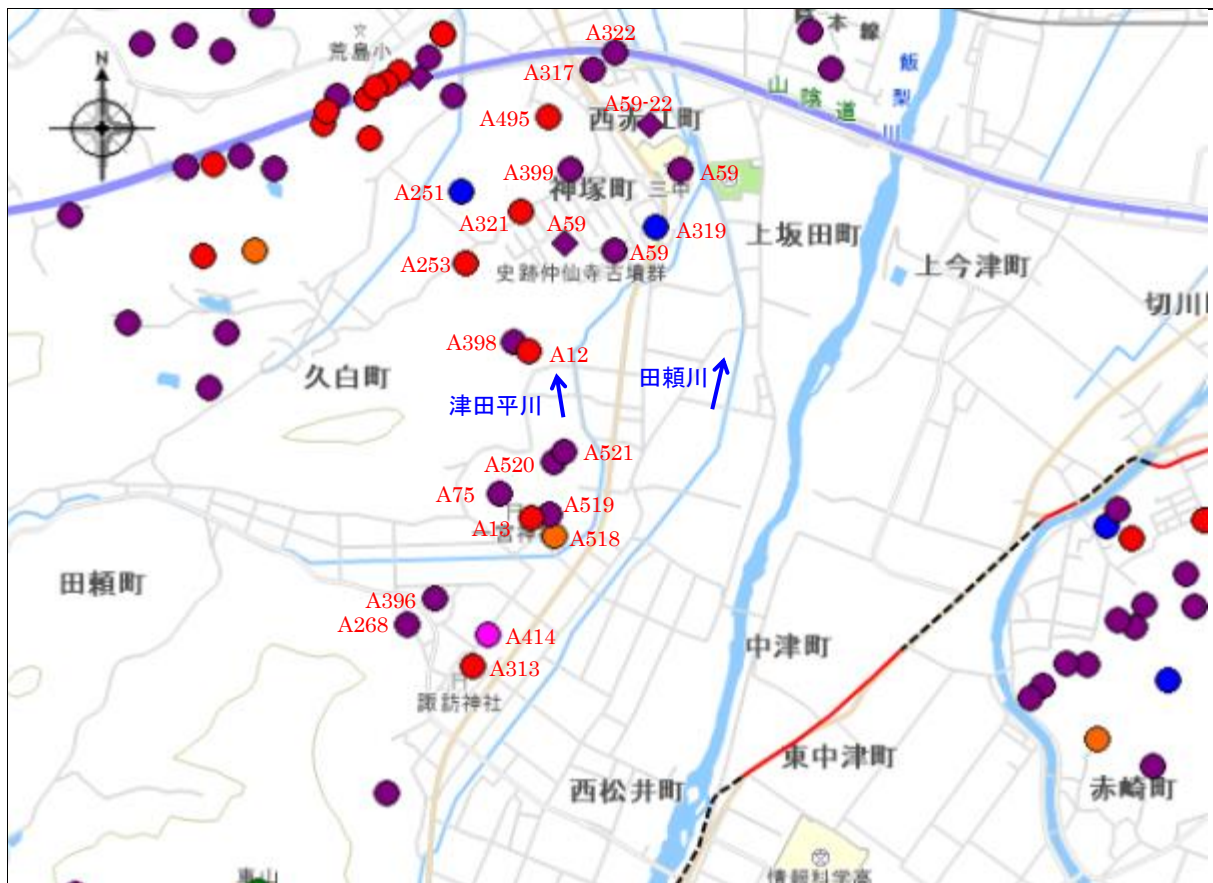 本線
荒島小
N
A322
A317
飯梨川
山陰道
A59-22
A495
西赤江町
A399
神塚町
三中
A59
A251
A321
A59
A319
上坂田町
A253
A59
史跡仲仙寺古墳群
上今津町
切川町
A398
A12
久白町
田頼川
津田平川
A521
A520
A75
A519
A13
宮神
A518
田頼町
A396
A268
A414
中津町
A313
諏訪神社
東中津町
西松井町
赤崎町
情報科学高
東山